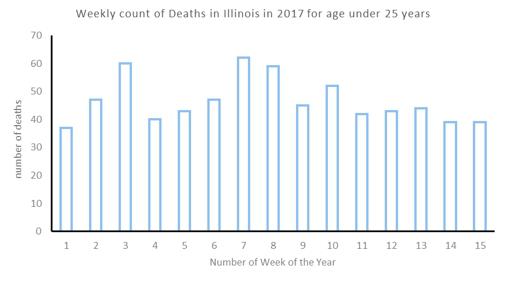 Weekly count of Deaths in Illinois in 2017 for age under 25 years
number of deaths
70
60
50
40
30
20
10
0
1 2 3 4 5 6 7 8 9 10 11 12 13 14 15
Number of Week of the Year